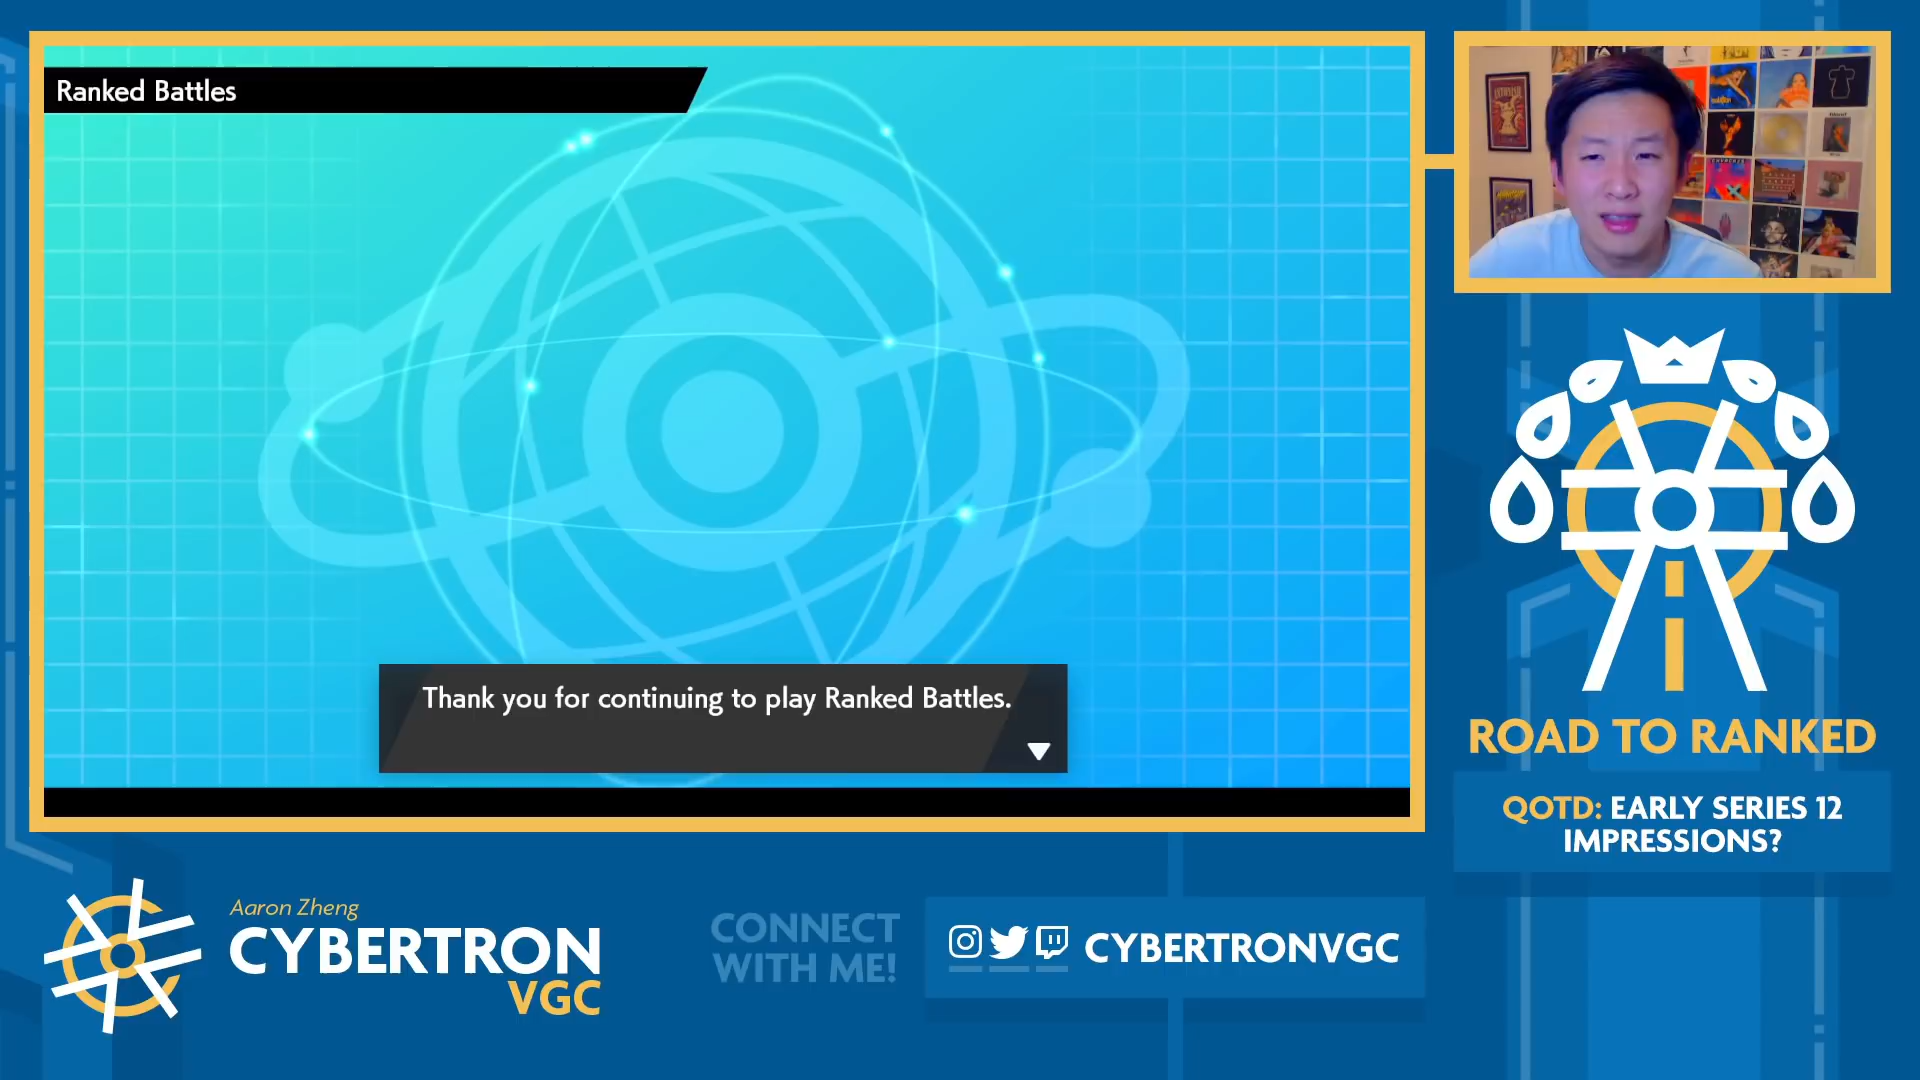 Ranked Battles
Thank you for continuing to play Ranked Battles.
ROAD TO RANKED
QOTD: EARLY SERIES 12
IMPRESSIONS?
Aaron Zheng
CYBERTRON
VGC
CONNECT
WITH ME!
CYBERTRONVGC